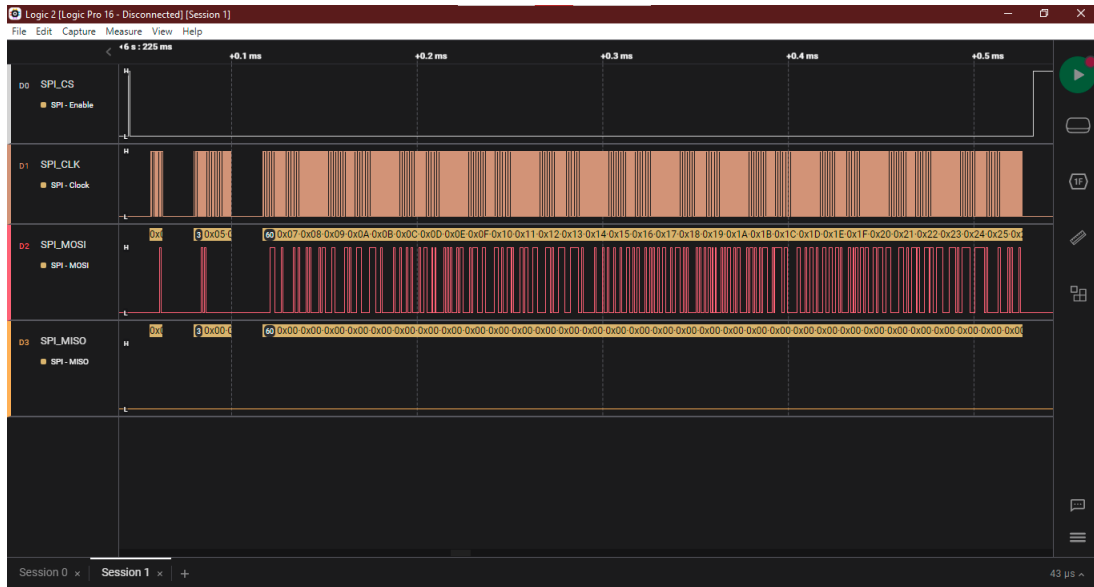 Logic 2 [Logic Pro 16 - Disconnected] [Session 1]
File Edit Capture Measure View Help
+6 s : 225 ms
+0.1 ms +0.2 ms +0.3 ms +0.4 ms +0.5 ms
D0 SPI_CS H
SPI - Enable
L
D1 SPI_CLK H
SPI - Clock
L
0x0 3 0x05 60 0x07 0x08 0x09 0x0A 0x0B 0x0C 0x0D 0x0E 0x0F 0x10 0x11 0x12 0x13 0x14 0x15 0x16 0x17 0x18 0x19 0x1A 0x1B 0x1C 0x1D 0x1E 0x1F 0x20 0x21 0x22 0x23 0x24 0x25
D2 SPI_MOSI H
SPI - MOSI
L
0x0 3 0x00 60 0x00 0x00 0x00 0x00 0x00 0x00 0x00 0x00 0x00 0x00 0x00 0x00 0x00 0x00 0x00 0x00 0x00 0x00 0x00 0x00 0x00 0x00 0x00 0x00 0x00 0x00 0x00 0x00 0x00 0x00 0x00
D3 SPI_MISO H
SPI - MISO
L
1F
Session 0 × Session 1 × + 43 μs